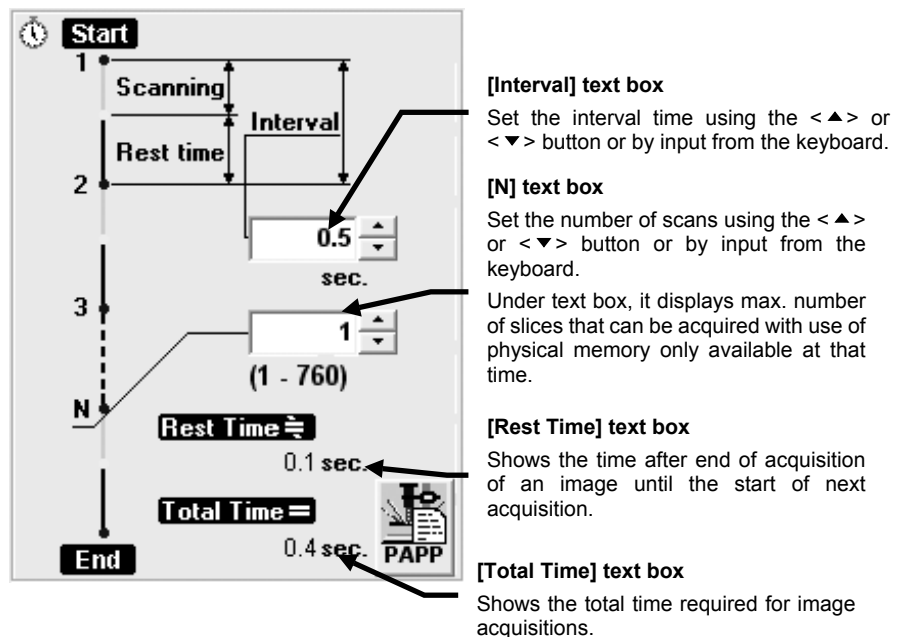 Start
1
Scanning
Interval
Rest time
2
0.5
sec.
3
1
(1 - 760)
N
Rest Time ≒
0.1 sec.
Total Time =
0.4 sec.
PAPP
End
[Interval] text box
Set the interval time using the <▲> or
<▼> button or by input from the keyboard.
[N] text box
Set the number of scans using the <▲>
or <▼> button or by input from the
keyboard.
Under text box, it displays max. number
of slices that can be acquired with use of
physical memory only available at that
time.
[Rest Time] text box
Shows the time after end of acquisition
of an image until the start of next
acquisition.
[Total Time] text box
Shows the total time required for image
acquisitions.